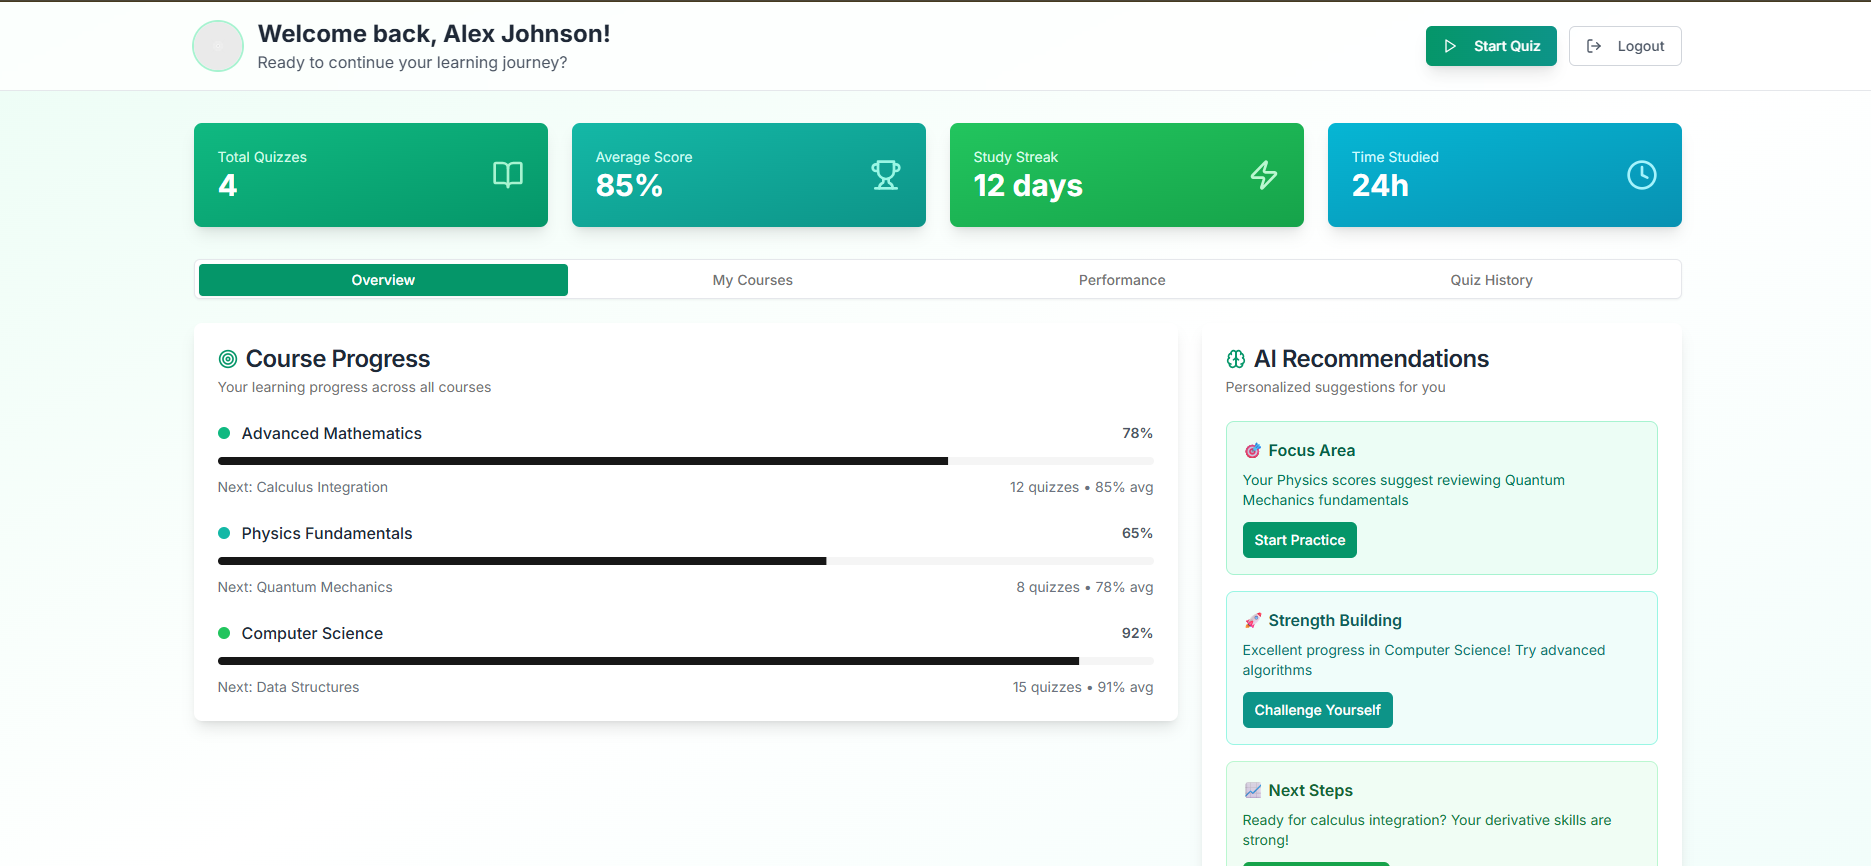 Welcome back, Alex Johnson!
Ready to continue your learning journey?
Start Quiz
Logout
Total Quizzes
4
Average Score
85%
Study Streak
12 days
Time Studied
24h
Overview
My Courses
Performance
Quiz History
Course Progress
Your learning progress across all courses
Advanced Mathematics
78%
Next: Calculus Integration
12 quizzes • 85% avg
Physics Fundamentals
65%
Next: Quantum Mechanics
8 quizzes • 78% avg
Computer Science
92%
Next: Data Structures
15 quizzes • 91% avg
AI Recommendations
Personalized suggestions for you
Focus Area
Your Physics scores suggest reviewing Quantum
Mechanics fundamentals
Start Practice
Strength Building
Excellent progress in Computer Science! Try advanced
algorithms
Challenge Yourself
Next Steps
Ready for calculus integration? Your derivative skills are
strong!